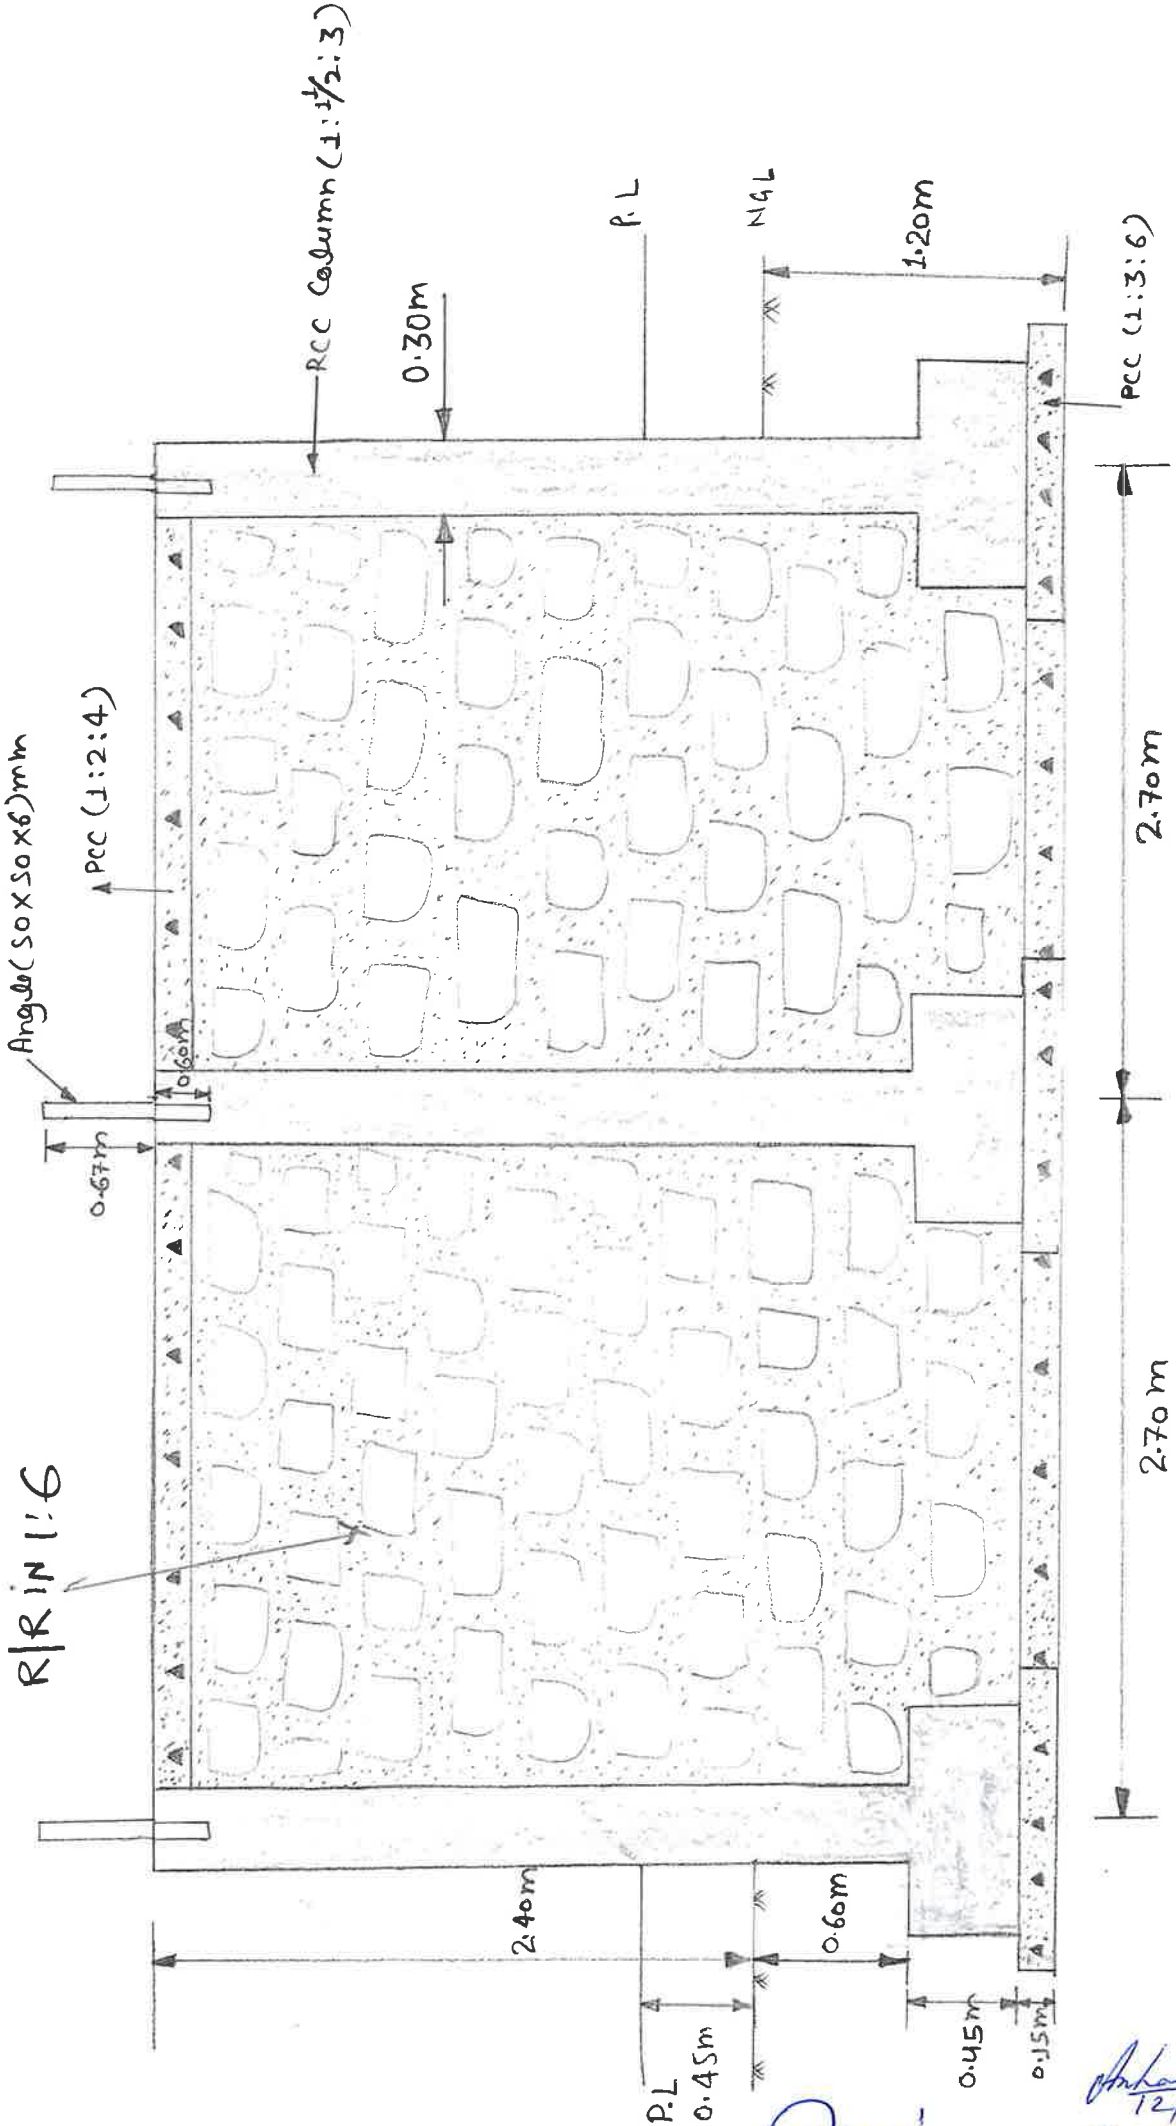 R/R IN 1:6
Angle(50x50x6)mm
PCC (1:2:4)
RCC Column (1:1½:3)
0.67m
0.60m
0.30m
P.L
NGL
1.20m
2.40m
P.L
0.45m
0.60m
0.45m
0.15m
PCC (1:3:6)
2.70m
2.70m